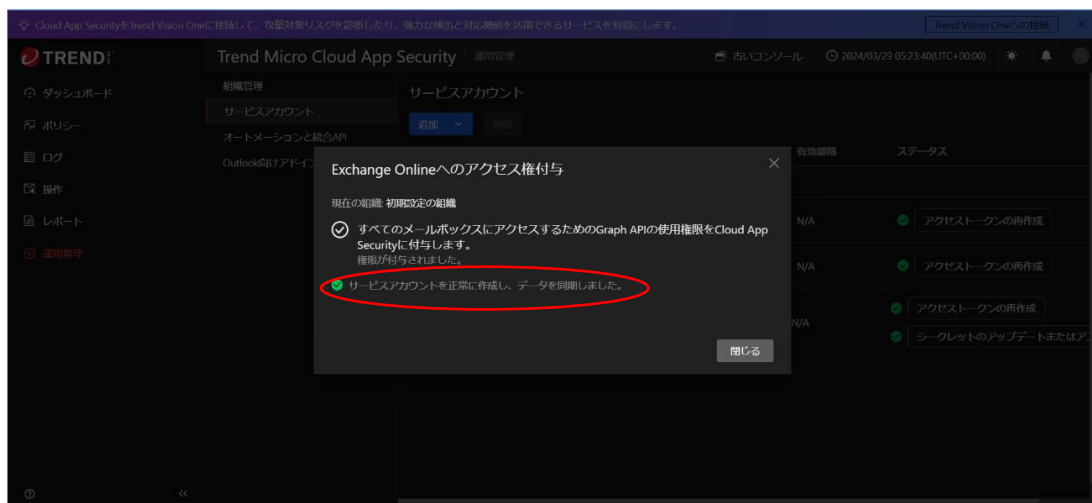 Cloud App SecurityをTrend Vision Oneに接続して、攻撃対象リスクを診断したり、強力な検出と対応機能を活用できるサービスを有効にします。
Trend Vision Oneへの接続
TREND
Trend Micro Cloud App Security
運用管理
古いコンソール
2024/03/29 05:23:40(UTC+00:00)
ダッシュボード
ポリシー
ログ
操作
レポート
運用管理
組織管理
サービスアカウント
オートメーションと統合API
Outlook向けアドイン
サービスアカウント
追加
削除
有効期限
ステータス
Exchange Onlineへのアクセス権付与
現在の組織: 初期設定の組織
すべてのメールボックスにアクセスするためのGraph APIの使用権限をCloud App
Securityに付与します。
権限が付与されました。
サービスアカウントを正常に作成し、データを同期しました。
閉じる
N/A
アクセストークンの再作成
N/A
アクセストークンの再作成
N/A
アクセストークンの再作成
シークレットのアップデートまたはア